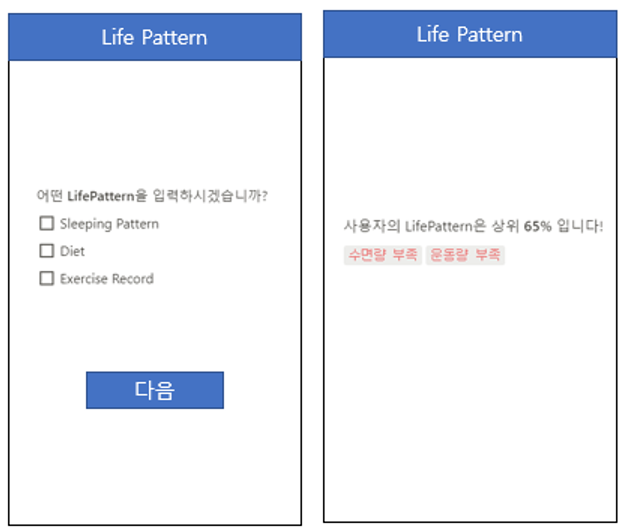 Life Pattern
어떤 LifePattern을 입력하시겠습니까?
Sleeping Pattern
Diet
Exercise Record
다음
Life Pattern
사용자의 LifePattern은 상위 65% 입니다!
수면량 부족 운동량 부족